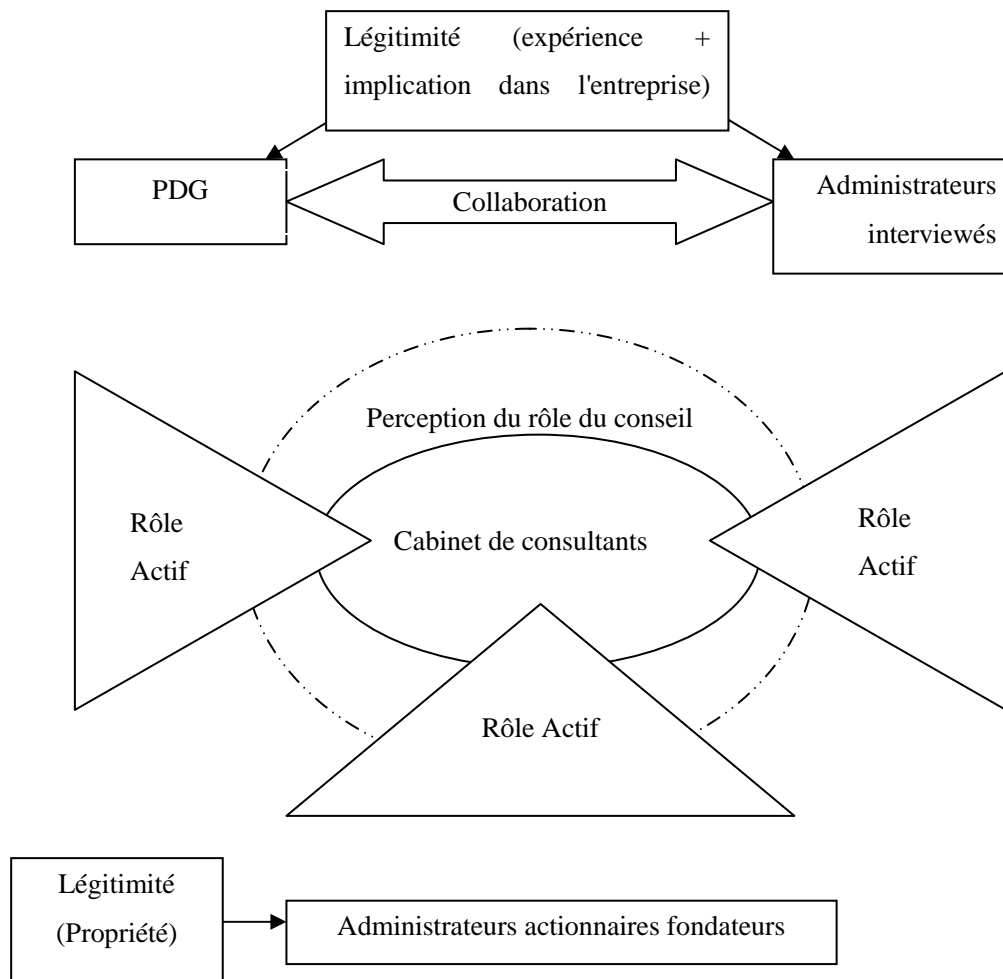 Légitimité (expérience +
implication dans l'entreprise)
PDG
Collaboration
Administrateurs
interviewés
Perception du rôle du conseil
Rôle
Actif
Cabinet de consultants
Rôle
Actif
Rôle Actif
Légitimité
(Propriété)
Administrateurs actionnaires fondateurs